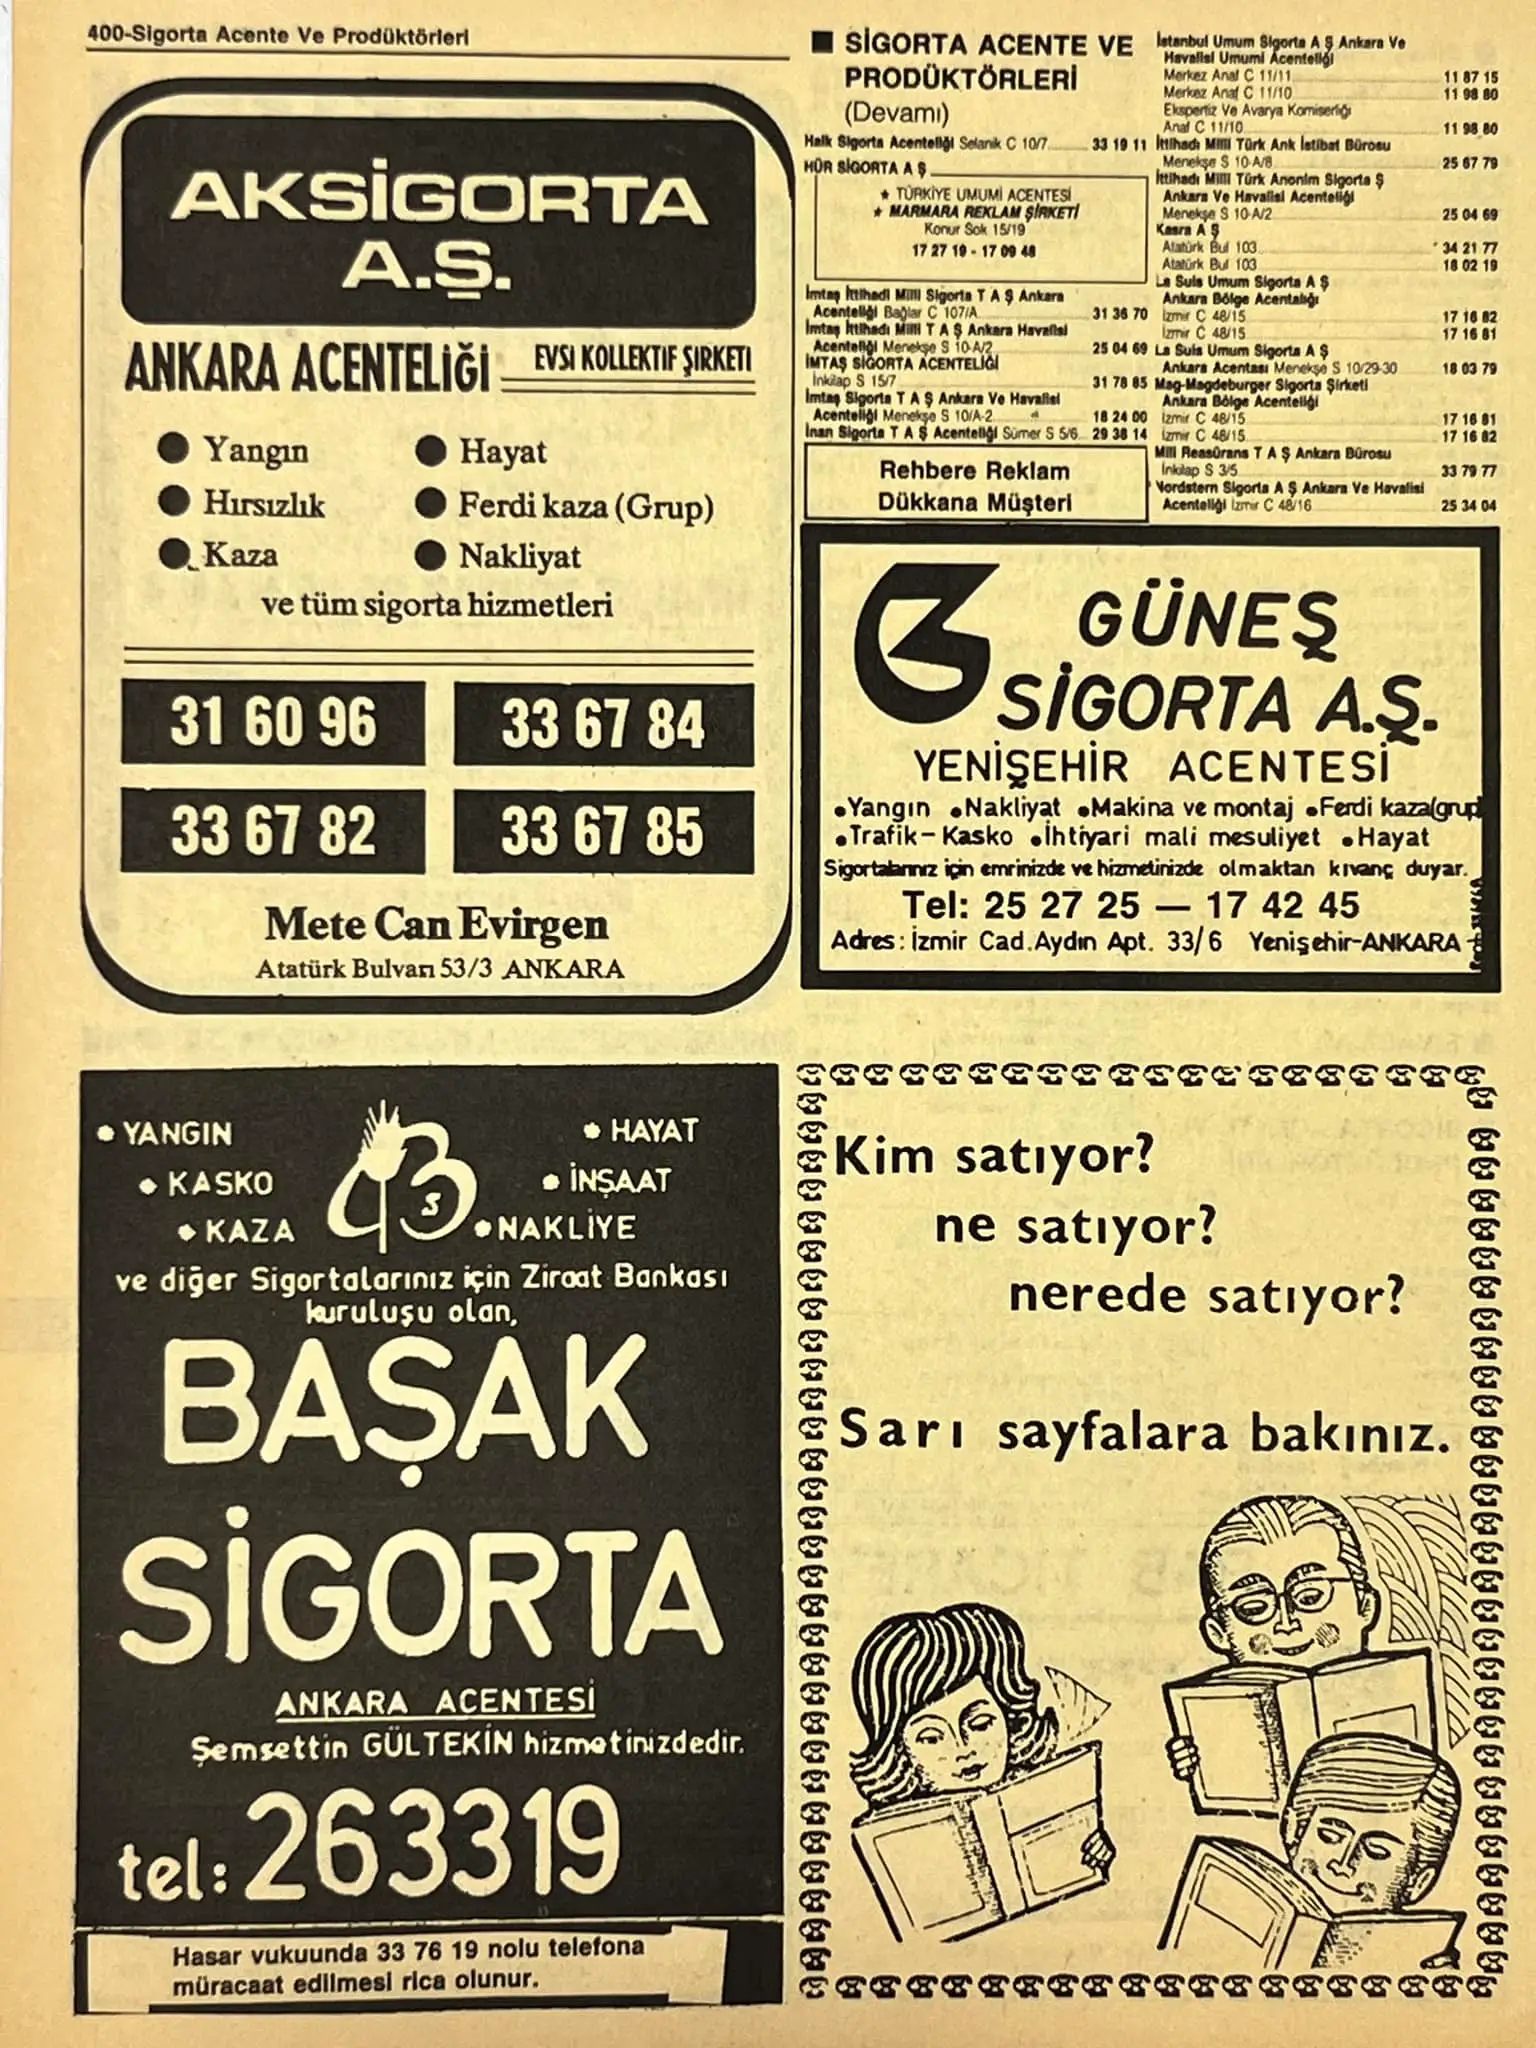 400-Sigorta Acente Ve Prodüktörleri
AKSİGORTA
A.Ş.
ANKARA ACENTELİĞİ EVSI KOLLEKTIF ŞIRKETI
Yangın
Hayat
Hırsızlık
Ferdi kaza (Grup)
Kaza
Nakliyat
ve tüm sigorta hizmetleri
31 60 96
33 67 84
33 67 82
33 67 85
Mete Can Evirgen
Atatürk Bulvarı 53/3 ANKARA
SİGORTA ACENTE VE
PRODÜKTÖRLERİ
(Devamı)
Halk Sigorta Acenteliği Selanik C 10/7 33 19 11
HÜR SİGORTA A Ş
★ TÜRKİYE UMUMİ ACENTESİ
★ MARMARA REKLAM ŞİRKETİ
Konur Sok 15/19
17 27 19 - 17 09 48
İmtaş İttihadi Milli Sigorta T A Ş Ankara
Acenteliği Bağlar C 107/A 31 36 70
İmtaş İttihadı Milli T A Ş Ankara Havalisi
Acenteliği Menekşe S 10-A/2 25 04 69
İMTAŞ SİGORTA ACENTELİĞİ
İnkilap S 15/7 31 78 85
İmtaş Sigorta T A Ş Ankara Ve Havalisi
Acenteliği Menekşe S 10/A-2 18 24 00
İnan Sigorta T A Ş Acenteliği Sümer S 5/6 29 38 14
Rehbere Reklam
Dükkana Müşteri
İstanbul Umum Sigorta A Ş Ankara Ve
Havalisi Umumi Acenteliği
Merkez Anaf C 11/11 11 87 15
Merkez Anaf C 11/10 11 98 80
Ekspertiz Ve Avarya Komiserliği
Anaf C 11/10 11 98 80
İttihadı Milli Türk Ank İstibat Bürosu
Menekşe S 10-A/8 25 67 79
İttihadı Milli Türk Anonim Sigorta Ş
Ankara Ve Havalisi Acenteliği
Menekşe S 10-A/2 25 04 69
Kasra A Ş
Atatürk Bul 103 34 21 77
Atatürk Bul 103 18 02 19
La Suis Umum Sigorta A Ş
Ankara Bölge Acentalığı
İzmir C 48/15 17 16 82
İzmir C 48/15 17 16 81
La Suis Umum Sigorta A Ş
Ankara Acentası Menekşe S 10/29-30 18 03 79
Mag-Magdeburger Sigorta Şirketi
Ankara Bölge Acenteliği
İzmir C 48/15 17 16 81
İzmir C 48/15 17 16 82
Milli Reasürans T A Ş Ankara Bürosu
İnkilap S 3/5 33 79 77
Nordstern Sigorta A Ş Ankara Ve Havalisi
Acenteliği İzmir C 48/16 25 34 04
GÜNEŞ
SİGORTA A.Ş.
YENİŞEHİR ACENTESİ
•Yangın •Nakliyat •Makina ve montaj •Ferdi kaza(grup)
•Trafik-Kasko •İhtiyari mali mesuliyet •Hayat
Sigortalarınız için emrinizde ve hizmetinizde olmaktan kıvanç duyar.
Tel: 25 27 25 — 17 42 45
Adres: İzmir Cad. Aydın Apt. 33/6 Yenişehir-ANKARA
• YANGIN
• HAYAT
• KASKO
• İNŞAAT
• KAZA
• NAKLİYE
ve diğer Sigortalarınız için Ziraat Bankası
kuruluşu olan,
BAŞAK
SİGORTA
ANKARA ACENTESİ
Şemsettin GÜLTEKİN hizmetinizdedir.
tel: 263319
Hasar vukuunda 33 76 19 nolu telefona
müracaat edilmesi rica olunur.
Kim satıyor?
ne satıyor?
nerede satıyor?
Sarı sayfalara bakınız.